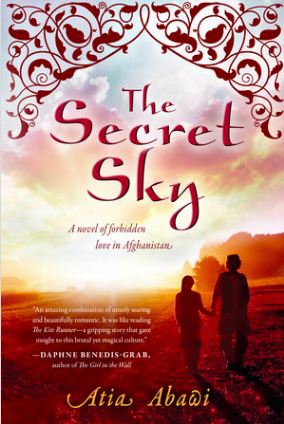 The
Secret
Sky
A novel of forbidden
love in Afghanistan
"An amazing combination of utterly searing
and beautifully romantic. It was like reading
The Kite Runner—a gripping story that gave
insight to this brutal yet magical culture."
—DAPHNE BENEDIS-GRAB,
author of The Girl in the Wall
Atia Abawi